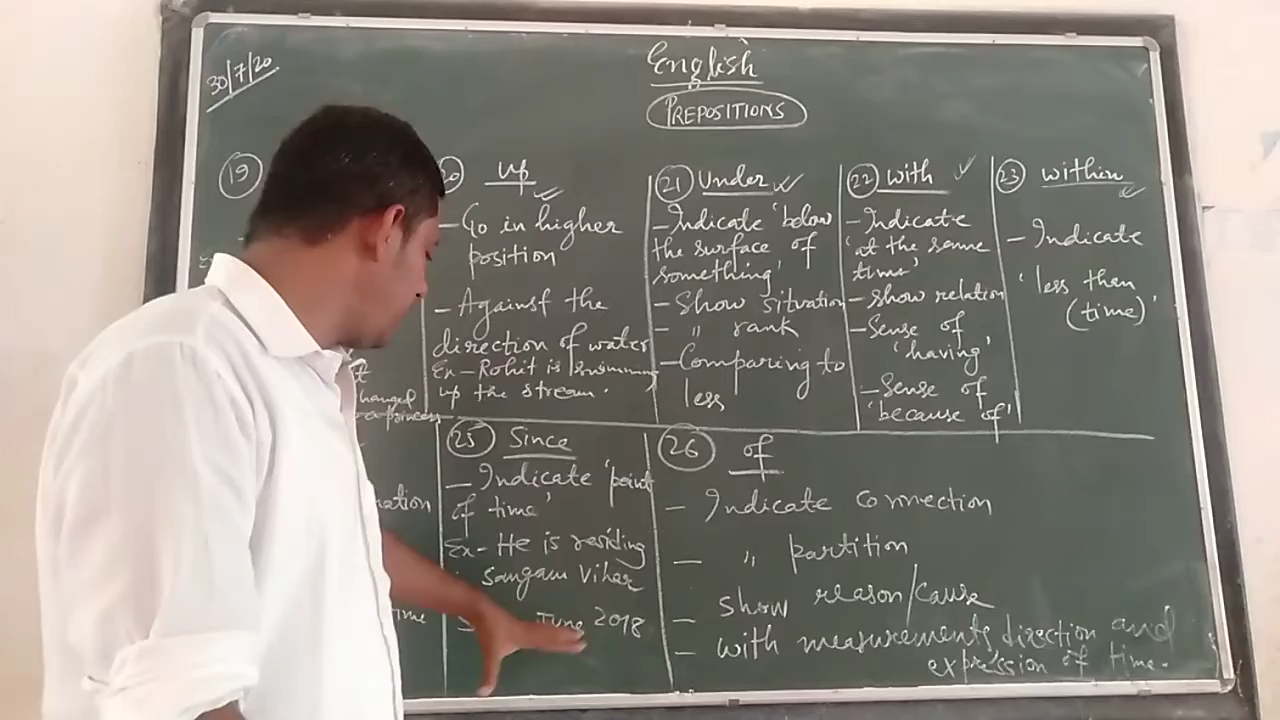 30/7/20
English
PREPOSITIONS
19
20 up
- Go in higher
position
- Against the
direction of water
Ex - Rohit is swimming
up the stream.
21 Under
- Indicate 'below
the surface of
something'
- Show situation
- " rank
- Comparing to
less
22 with
- Indicate
'at the same
time'
- show relation
- Sense of
'having'
- Sense of
'because of'
23 within
- Indicate
'less than
(time)'
changed
a princess
25 Since
- Indicate 'point
of time'
Ex - He is residing
Sangam Vihar
June 2018
26 of
- Indicate connection
- " partition
- show reason/cause
- with measurements, direction and
expression of time.